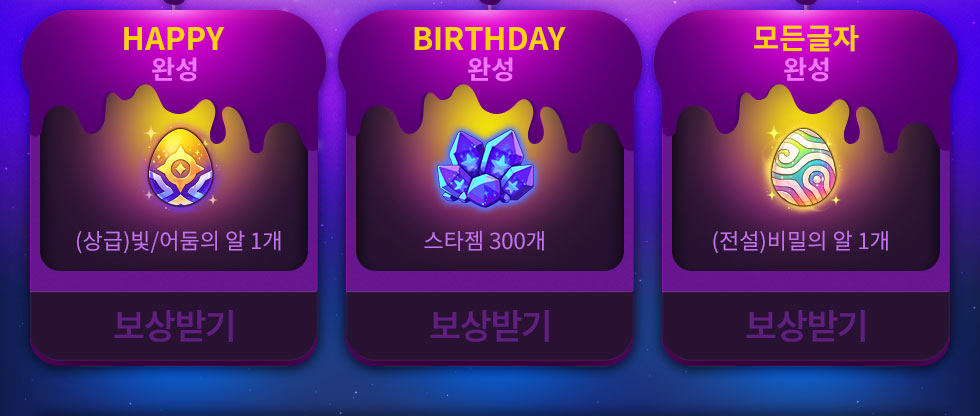 HAPPY
완성
(상급)빛/어둠의 알 1개
보상받기
BIRTHDAY
완성
스타젬 300개
보상받기
모든글자
완성
(전설)비밀의 알 1개
보상받기